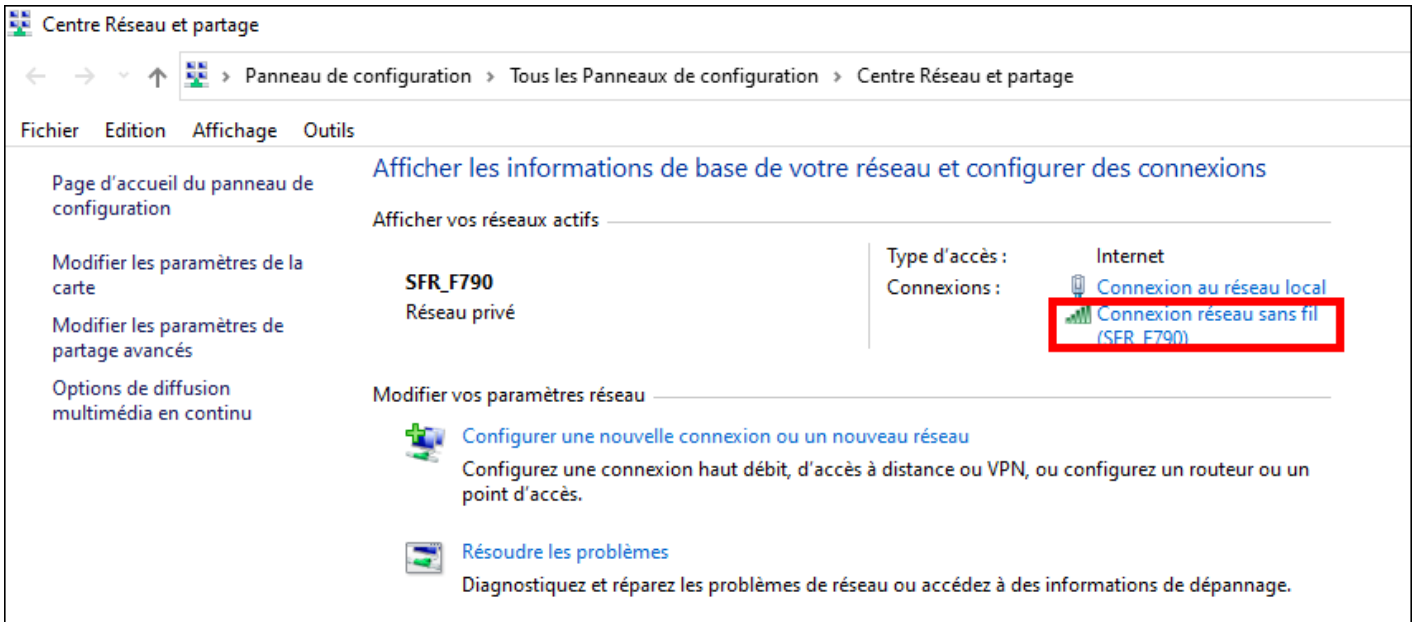 Centre Réseau et partage
Panneau de configuration > Tous les Panneaux de configuration > Centre Réseau et partage
Fichier Edition Affichage Outils
Page d'accueil du panneau de
configuration
Modifier les paramètres de la
carte
Modifier les paramètres de
partage avancés
Options de diffusion
multimédia en continu
Afficher les informations de base de votre réseau et configurer des connexions
Afficher vos réseaux actifs
SFR_F790
Réseau privé
Type d'accès : Internet
Connexions : Connexion au réseau local
Connexion réseau sans fil
(SFR_F790)
Modifier vos paramètres réseau
Configurer une nouvelle connexion ou un nouveau réseau
Configurez une connexion haut débit, d'accès à distance ou VPN, ou configurez un routeur ou un
point d'accès.
Résoudre les problèmes
Diagnostiquez et réparez les problèmes de réseau ou accédez à des informations de dépannage.